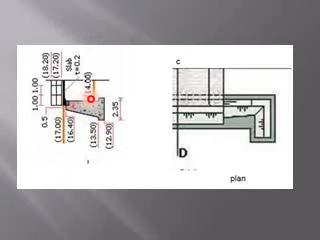 (18.20)
(17.20)
Slab
t=0.2
(4.00)
1.00 1.00
2.35
0.5
(17.00)
(16.40)
(13.50)
(12.90)
c
D
plan